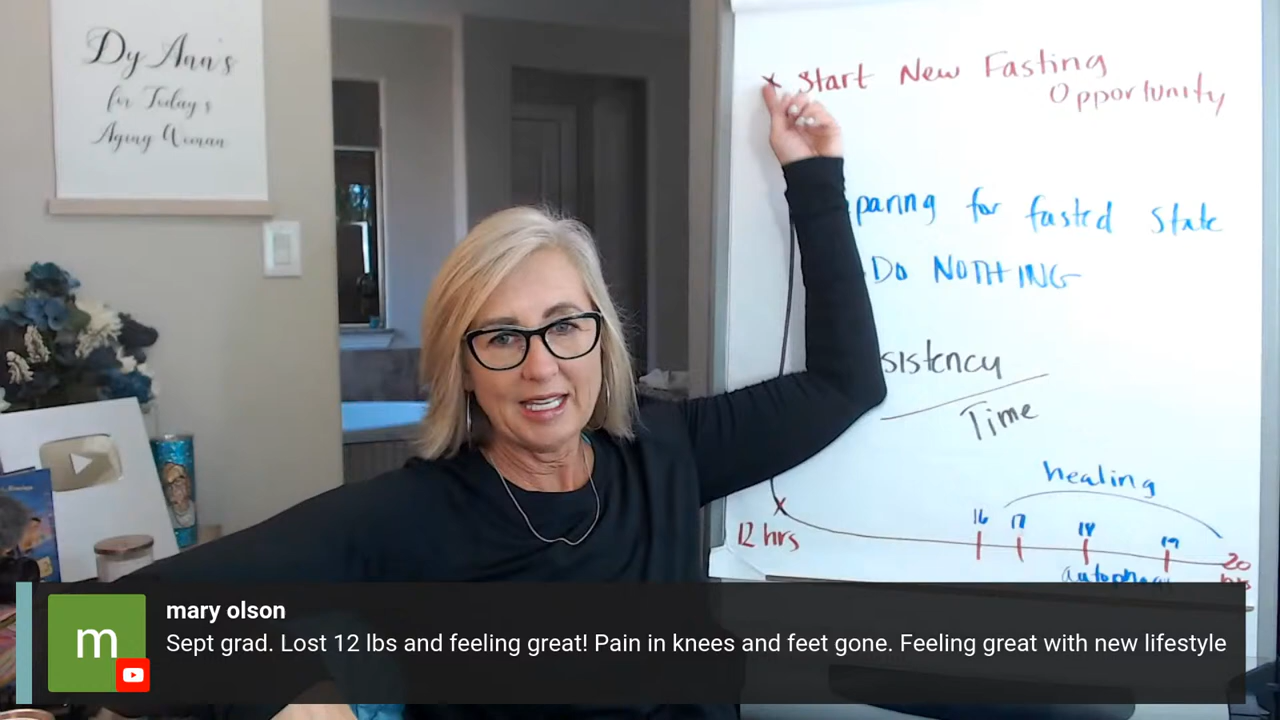 Dy Ann's
for Today's
Aging Woman
x Start New Fasting
Opportunity
paring for fasted State
Do NOTHING
sistency
Time
healing
16 17 18 19 20
x
12 hrs
autophagy
mary olson
Sept grad. Lost 12 lbs and feeling great! Pain in knees and feet gone. Feeling great with new lifestyle
m